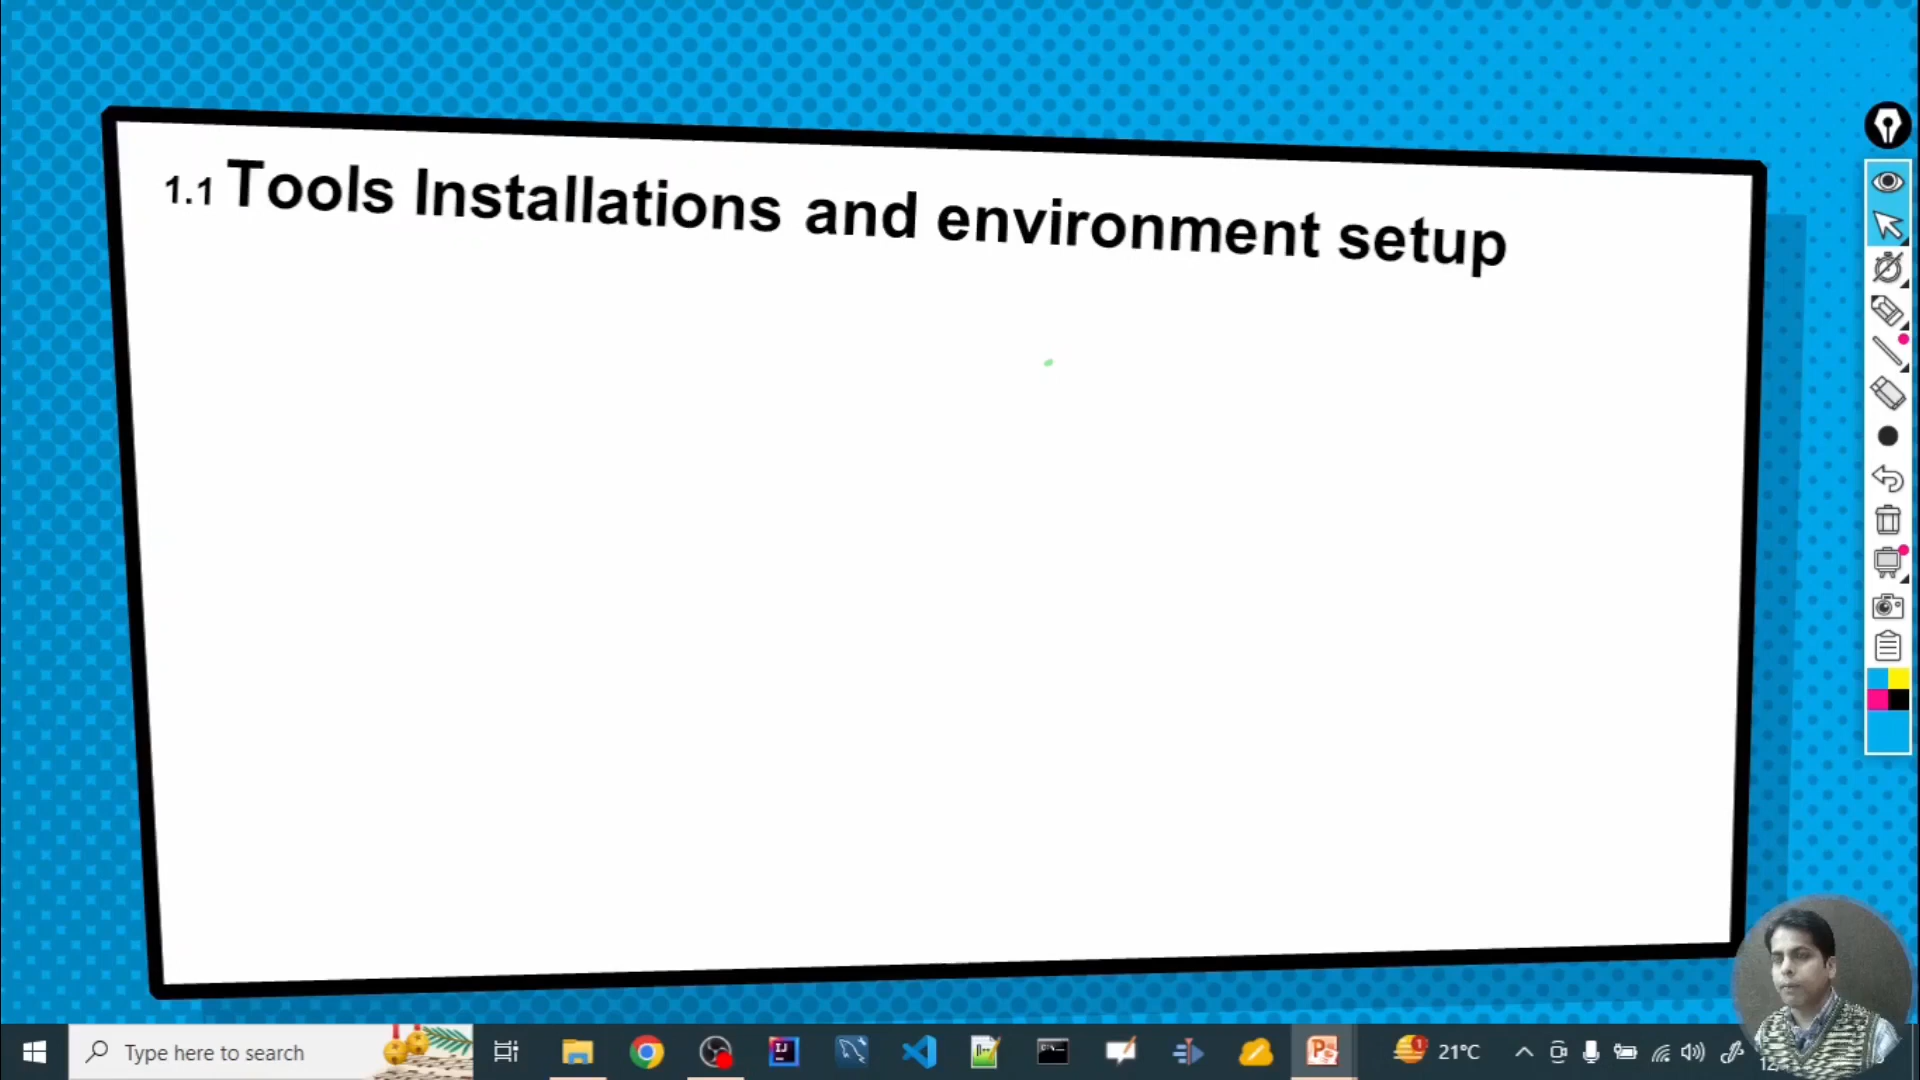 1.1 Tools Installations and environment setup
Type here to search
21°C